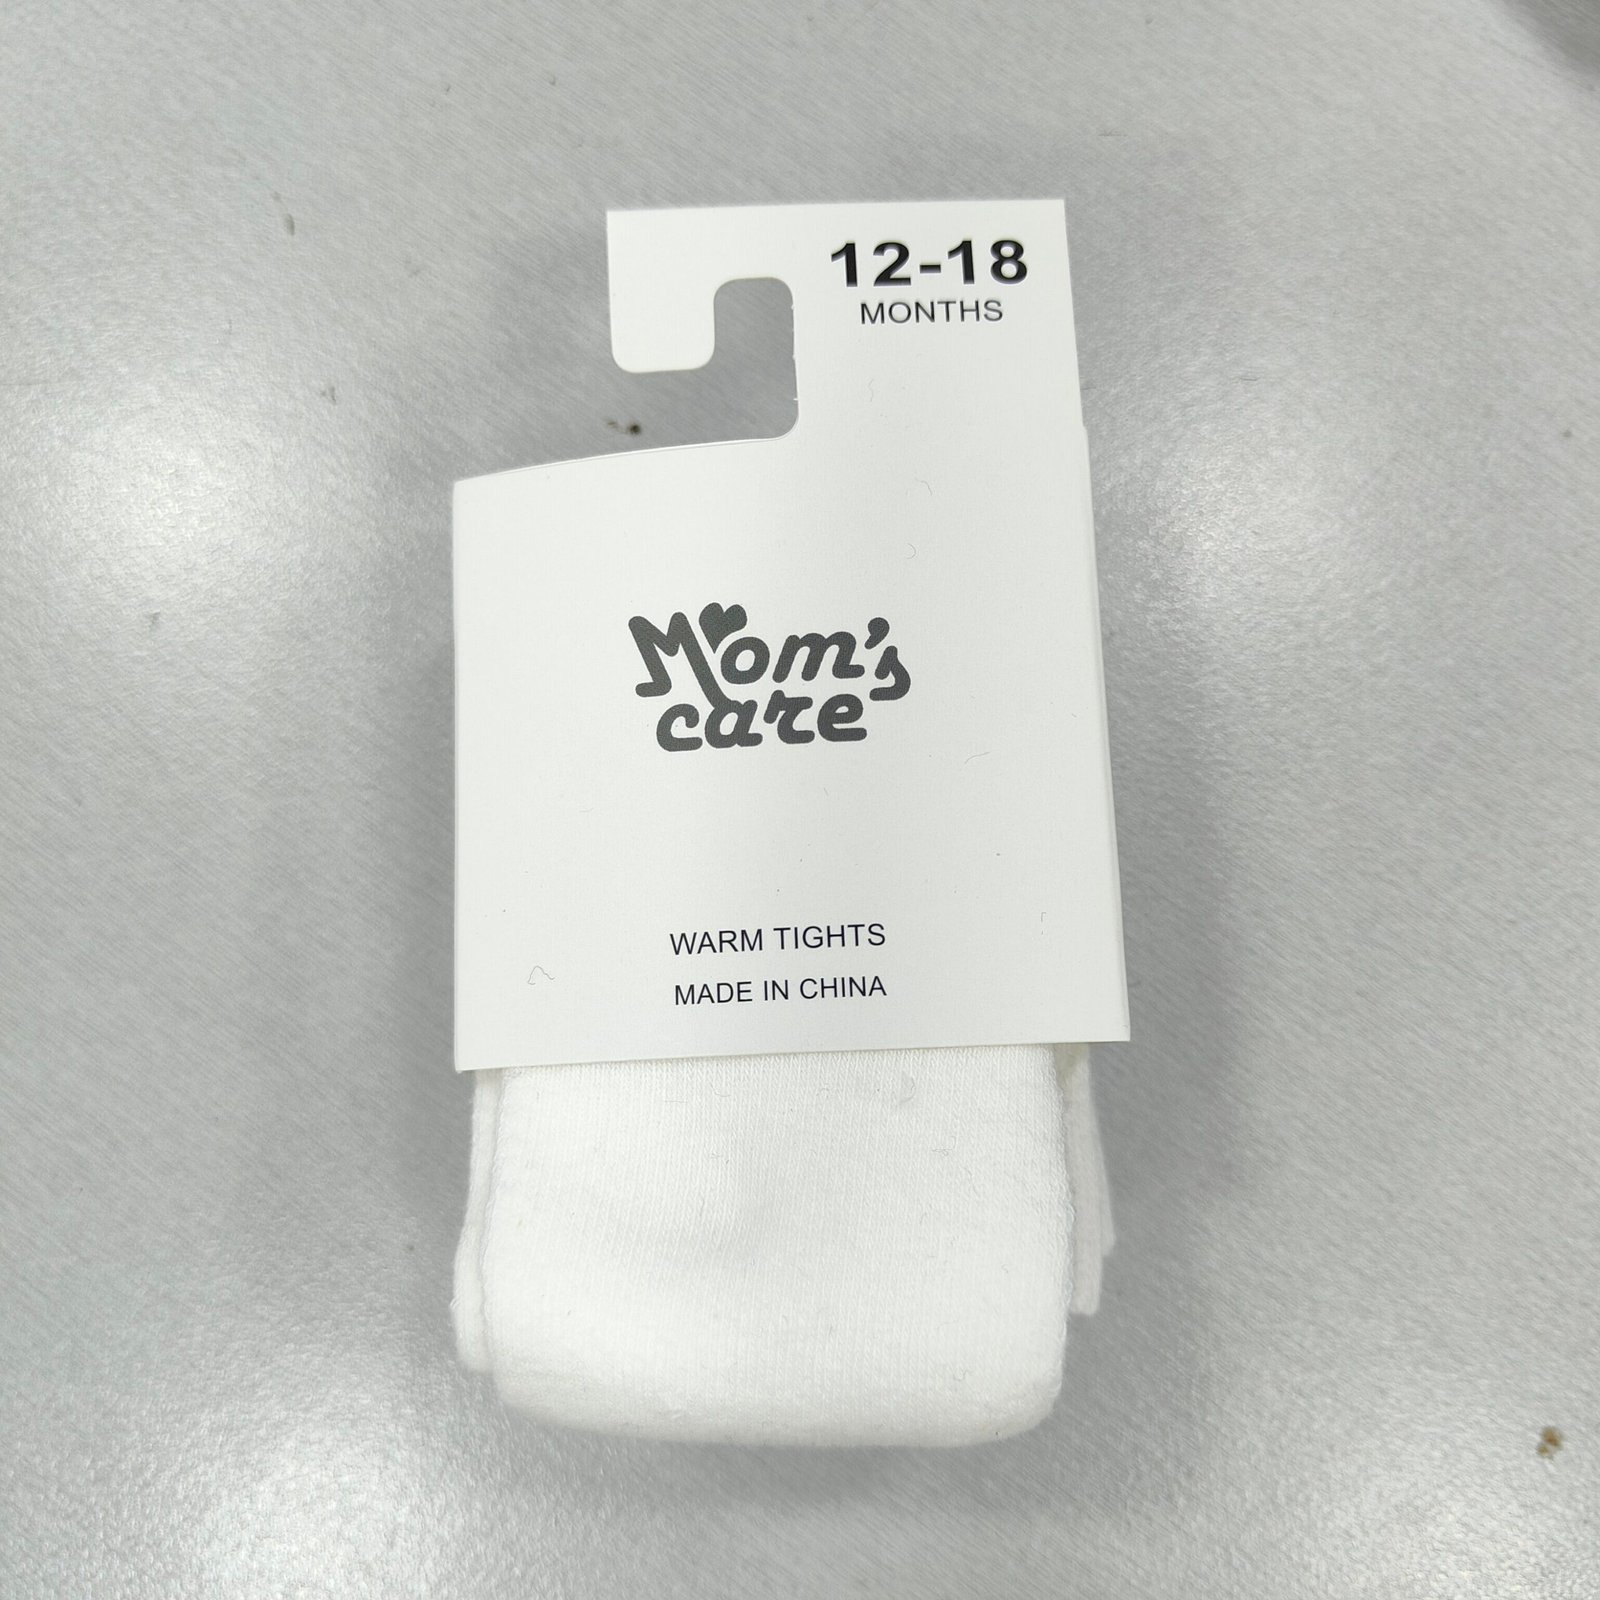 12-18
MONTHS
Mom's
care
WARM TIGHTS
MADE IN CHINA